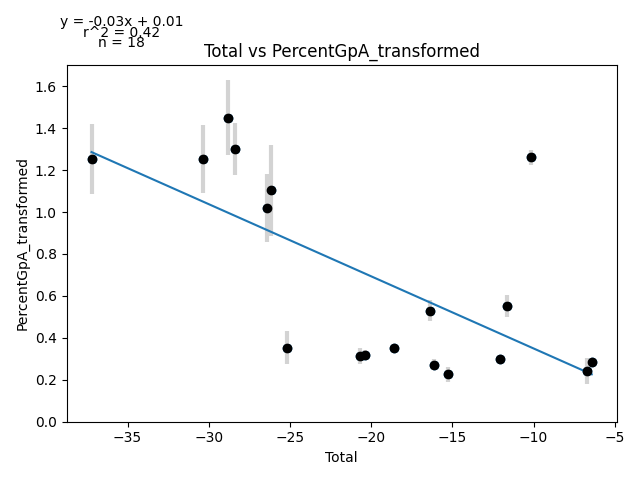 y = -0.03x + 0.01
r^2 = 0.42
n = 18
Total vs PercentGpA_transformed
PercentGpA_transformed
1.6
1.4
1.2
1.0
0.8
0.6
0.4
0.2
0.0
−35 −30 −25 −20 −15 −10 −5
Total